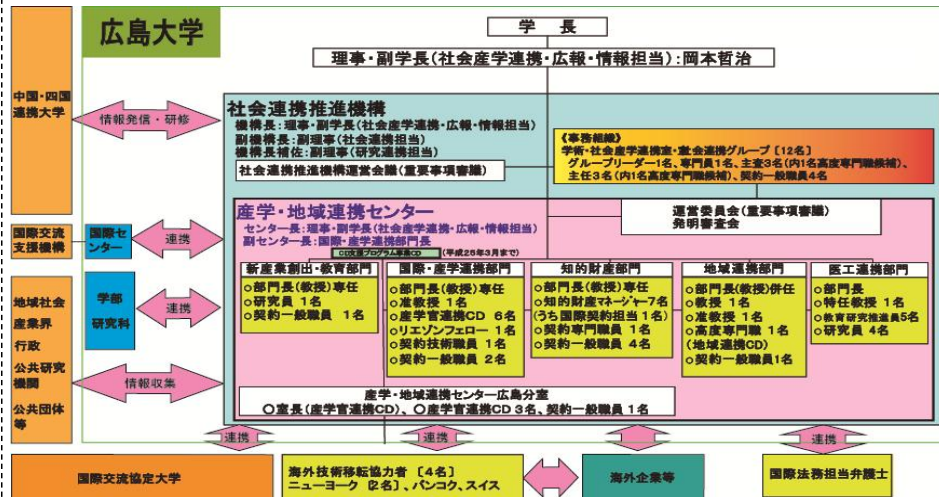 広島大学
学 長
理事・副学長(社会産学連携・広報・情報担当):岡本哲治
中国・四国
連携大学
情報発信・研修
社会連携推進機構
機構長:理事・副学長(社会産学連携・広報・情報担当)
副機構長:副理事(社会連携担当)
機構長補佐:副理事(研究連携担当)
社会連携推進機構運営会議(重要事項審議)
《事務組織》
学術・社会産学連携室・社会連携グループ〔12名〕
グループリーダー1名、専門員1名、主査3名(内1名高度専門職候補)、
主任3名(内1名高度専門職候補)、契約一般職員4名
産学・地域連携センター
センター長:理事・副学長(社会産学連携・広報・情報担当)
副センター長:国際・産学連携部門長
運営委員会(重要事項審議)
発明審査会
国際交流
支援機構
国際セ
ンター
連携
CD支援プログラム事業CD
(平成25年3月まで)
新産業創出・教育部門
○部門長(教授)専任
○研究員 1名
○契約一般職員 1名
国際・産学連携部門
○部門長(教授)専任
○准教授 1名
○産学官連携CD 6名
○リエゾンフェロー 1名
○契約技術職員 1名
○契約一般職員 2名
知的財産部門
○部門長(教授)専任
○知的財産マネージャー7名
(うち国際契約担当 1名)
○契約専門職員 1名
○契約一般職員 4名
地域連携部門
○部門長(教授)併任
○教授 1名
○准教授 1名
○高度専門職 1名
(地域連携CD)
○契約一般職員1名
医工連携部門
○部門長
○特任教授 1名
○教育研究推進員5名
○研究員 4名
地域社会
産業界
行政
公共研究
機関
公共団体
等
学部
研究科
連携
情報収集
産学・地域連携センター広島分室
○室長(産学官連携CD)、○産学官連携CD 3名、契約一般職員 1名
連携
連携
連携
国際交流協定大学
海外技術移転協力者 〔4名〕
ニューヨーク〔2名〕、バンコク、スイス
海外企業等
国際法務担当弁護士